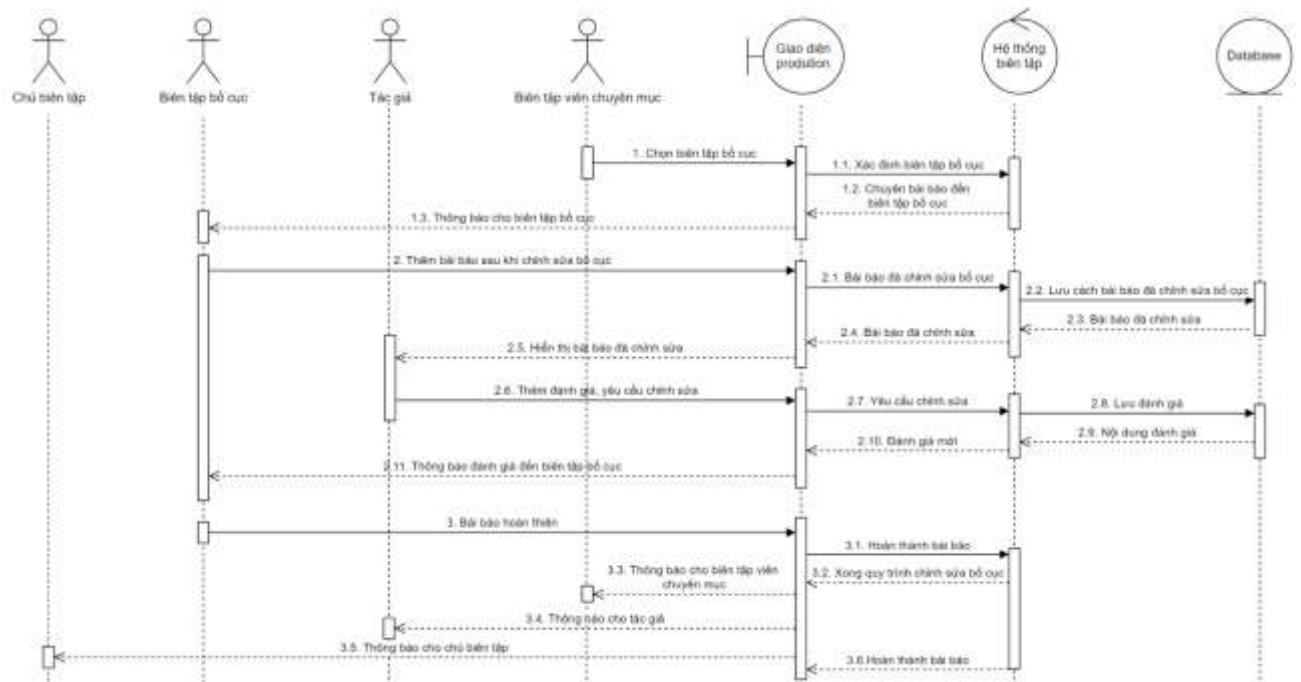 Giao diện
prodution
Hệ thống
biên tập
Database
Chủ biên tập
Biên tập bố cục
Tác giả
Biên tập viên chuyên mục
1. Chọn biên tập bố cục
1.1. Xác định biên tập bố cục
1.2. Chuyển bài báo đến
biên tập bố cục
1.3. Thông báo cho biên tập bố cục
2. Thêm bài báo sau khi chỉnh sửa bố cục
2.1. Bài báo đã chỉnh sửa bố cục
2.2. Lưu cách bài báo đã chỉnh sửa bố cục
2.3. Bài báo đã chỉnh sửa
2.4. Bài báo đã chỉnh sửa
2.5. Hiển thị bài báo đã chỉnh sửa
2.6. Thêm đánh giá, yêu cầu chỉnh sửa
2.7. Yêu cầu chỉnh sửa
2.8. Lưu đánh giá
2.9. Nội dung đánh giá
2.10. Đánh giá mới
2.11. Thông báo đánh giá đến biên tập bố cục
3. Bài báo hoàn thiện
3.1. Hoàn thành bài báo
3.2. Xong quy trình chỉnh sửa bố cục
3.3. Thông báo cho biên tập viên
chuyên mục
3.4. Thông báo cho tác giả
3.5. Thông báo cho chủ biên tập
3.6.Hoàn thành bài báo